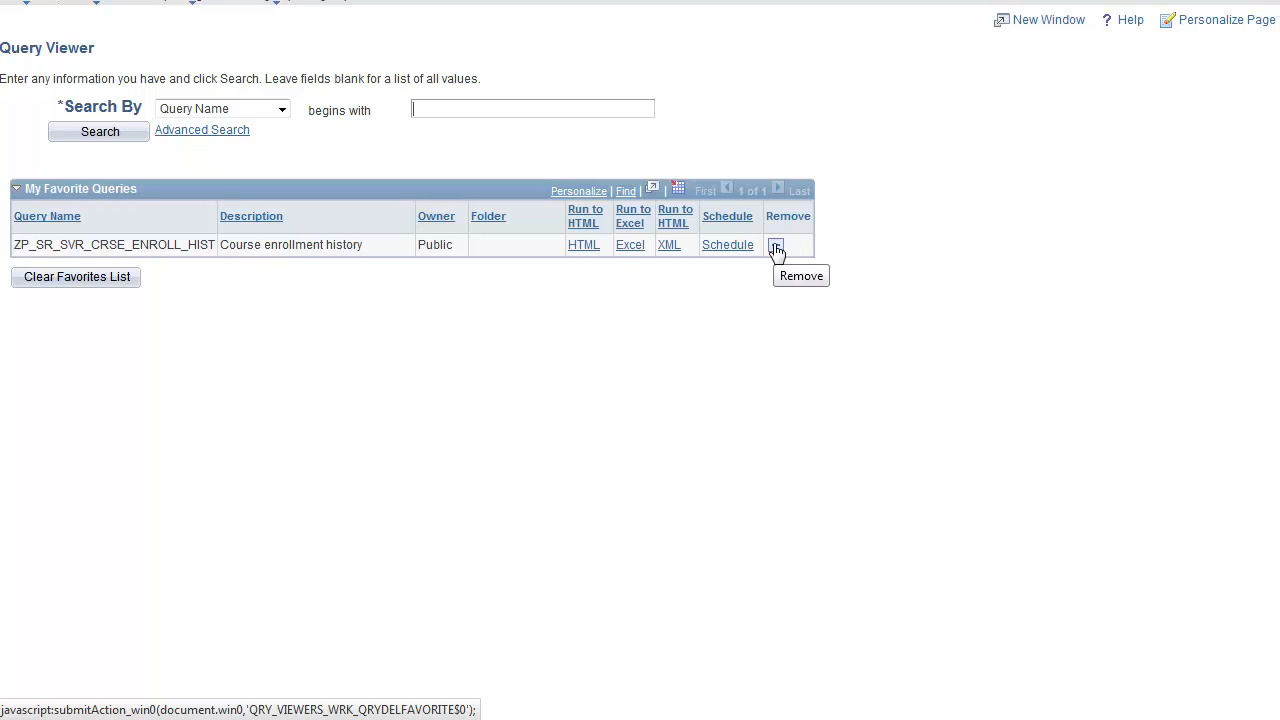 New Window ? Help Personalize Page
Query Viewer
Enter any information you have and click Search. Leave fields blank for a list of all values.
*Search By Query Name begins with
Search Advanced Search
My Favorite Queries Personalize | Find | | First 1 of 1 Last
Query Name Description Owner Folder Run to HTML Run to Excel Run to HTML Schedule Remove
ZP_SR_SVR_CRSE_ENROLL_HIST Course enrollment history Public HTML Excel XML Schedule
Clear Favorites List Remove
javascript:submitAction_win0(document.win0,'QRY_VIEWERS_WRK_QRYDELFAVORITE$0');